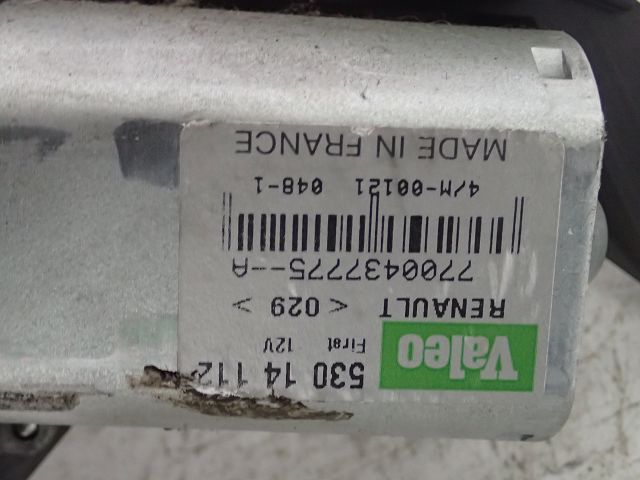 Valeo 530 14 112
First 12V
RENAULT < 029 >
7700437775--A
4/M-00121 048-1
MADE IN FRANCE